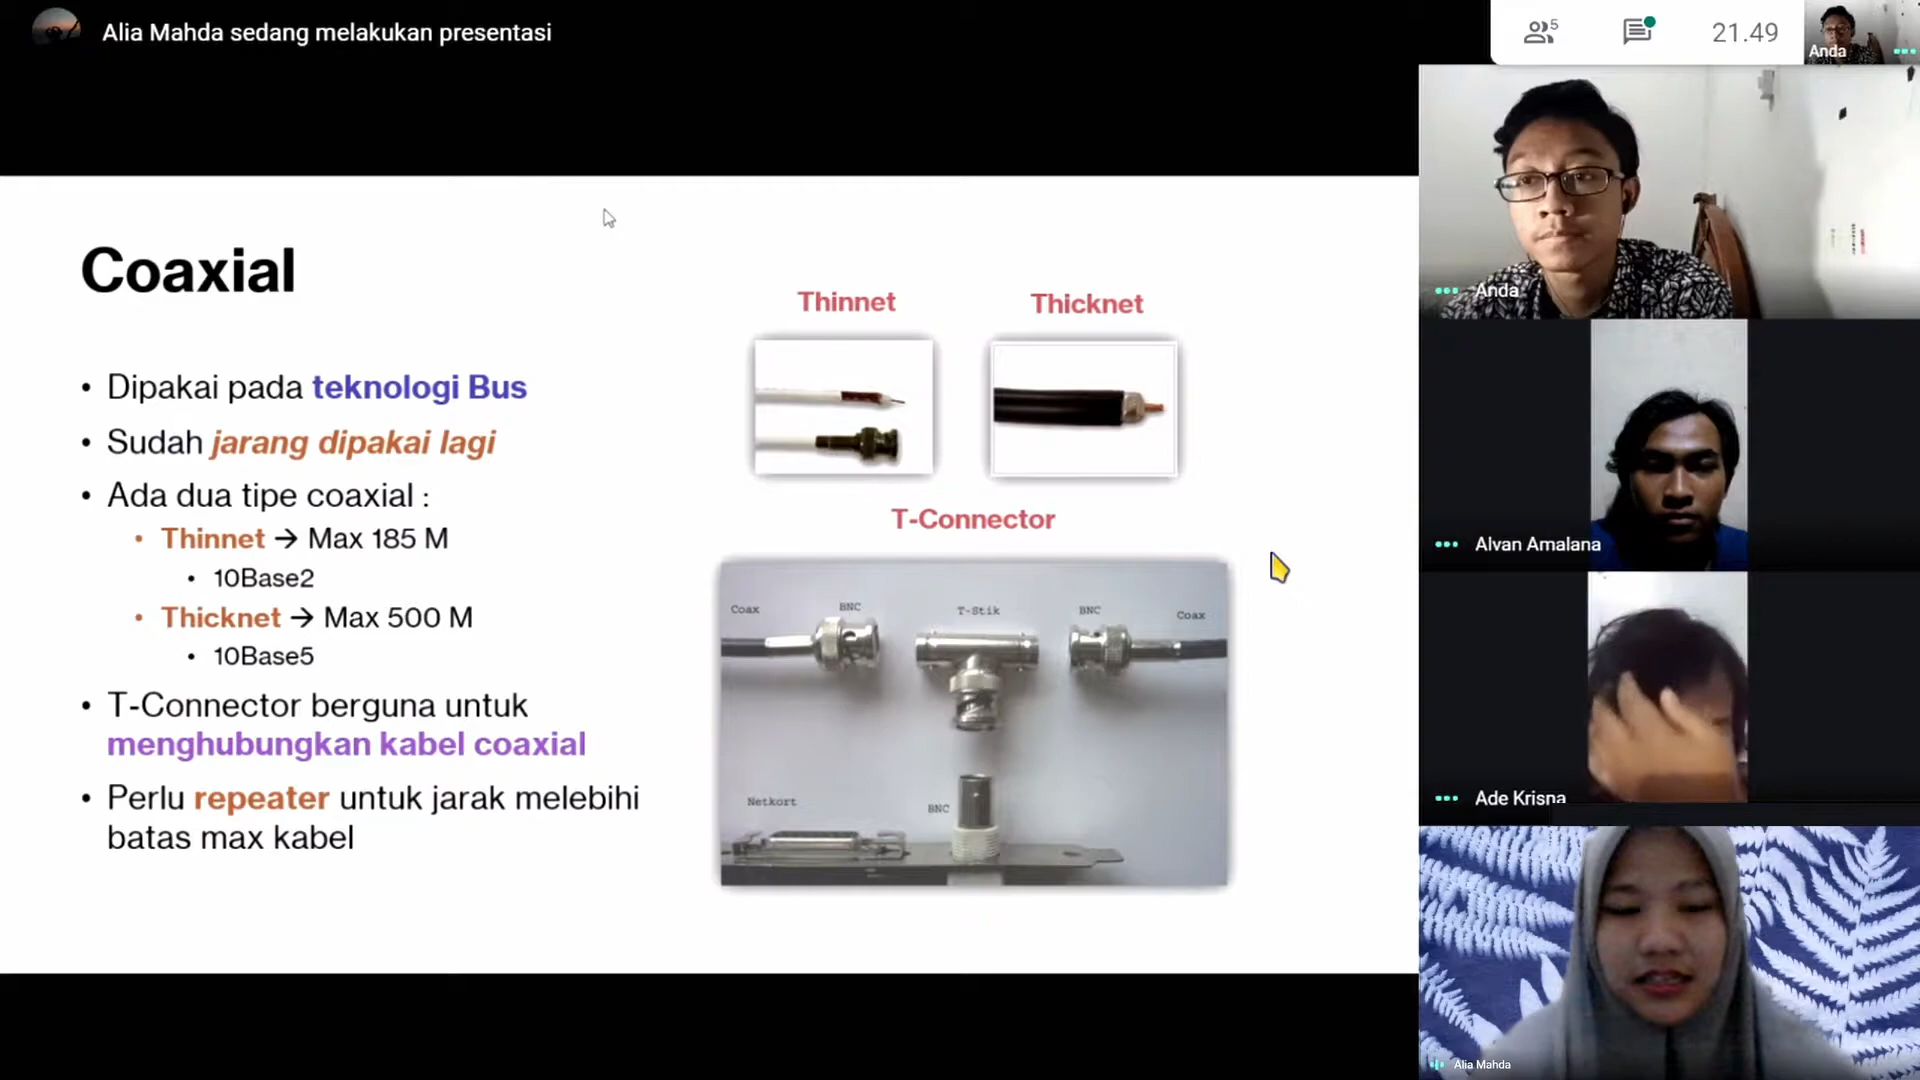 Alia Mahda sedang melakukan presentasi
5
21.49
Anda
Coaxial
• Dipakai pada teknologi Bus
• Sudah jarang dipakai lagi
• Ada dua tipe coaxial :
• Thinnet → Max 185 M
• 10Base2
• Thicknet → Max 500 M
• 10Base5
• T-Connector berguna untuk
menghubungkan kabel coaxial
• Perlu repeater untuk jarak melebihi
batas max kabel
Thinnet
Thicknet
T-Connector
Coax
BNC
T-Stik
BNC
Coax
Netkort
BNC
Anda
Alvan Amalana
Ade Krisna
Alia Mahda